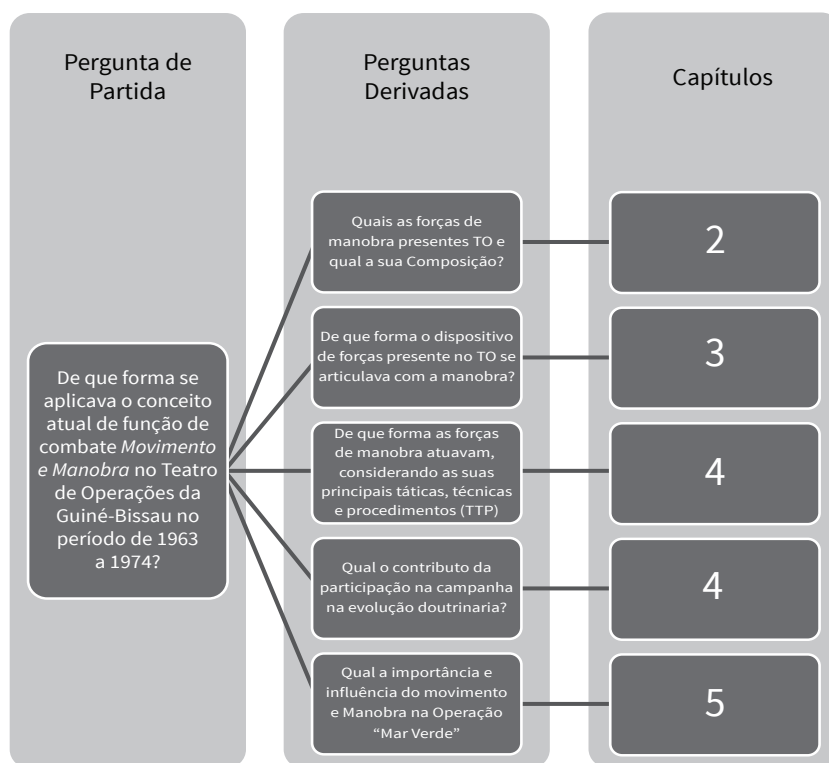 Pergunta de
Partida
Perguntas
Derivadas
Capítulos
De que forma se
aplicava o conceito
atual de função de
combate Movimento
e Manobra no Teatro
de Operações da
Guiné-Bissau no
período de 1963
a 1974?
Quais as forças de
manobra presentes TO e
qual a sua Composição?
2
De que forma o dispositivo
de forças presente no TO se
articulava com a manobra?
3
De que forma as forças
de manobra atuavam,
considerando as suas
principais táticas, técnicas
e procedimentos (TTP)
4
Qual o contributo da
participação na campanha
na evolução doutrinaria?
4
Qual a importância e
influência do movimento
e Manobra na Operação
“Mar Verde”
5